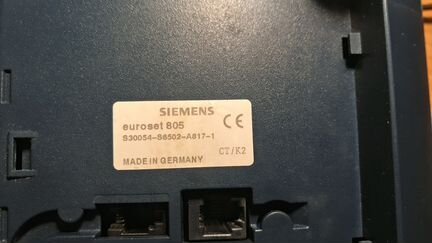 SIEMENS
euroset 805
CE
S30054-S6502-A817-1
CT/K2
MADE IN GERMANY